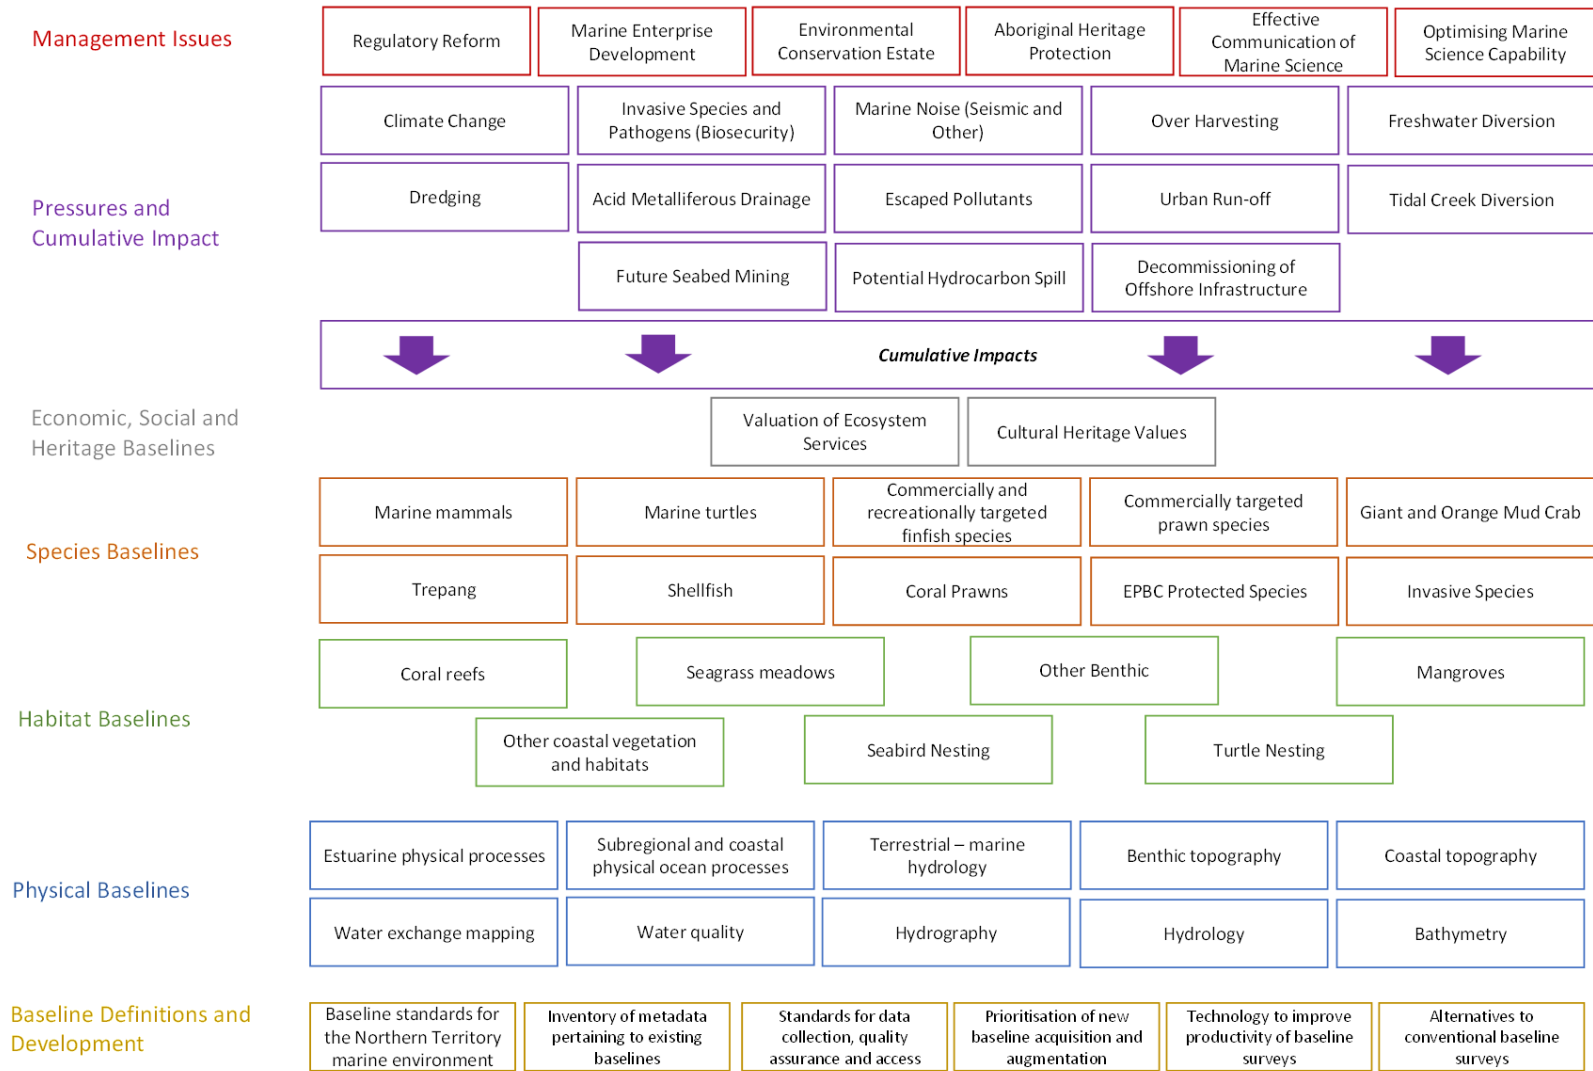 Management Issues
Regulatory Reform
Marine Enterprise
Development
Environmental
Conservation Estate
Aboriginal Heritage
Protection
Effective
Communication of
Marine Science
Optimising Marine
Science Capability
Pressures and
Cumulative Impact
Climate Change
Invasive Species and
Pathogens (Biosecurity)
Marine Noise (Seismic and
Other)
Over Harvesting
Freshwater Diversion
Dredging
Acid Metalliferous Drainage
Escaped Pollutants
Urban Run-off
Tidal Creek Diversion
Future Seabed Mining
Potential Hydrocarbon Spill
Decommissioning of
Offshore Infrastructure
Cumulative Impacts
Economic, Social and
Heritage Baselines
Valuation of Ecosystem
Services
Cultural Heritage Values
Species Baselines
Marine mammals
Marine turtles
Commercially and
recreationally targeted
finfish species
Commercially targeted
prawn species
Giant and Orange Mud Crab
Trepang
Shellfish
Coral Prawns
EPBC Protected Species
Invasive Species
Habitat Baselines
Coral reefs
Seagrass meadows
Other Benthic
Mangroves
Other coastal vegetation
and habitats
Seabird Nesting
Turtle Nesting
Physical Baselines
Estuarine physical processes
Subregional and coastal
physical ocean processes
Terrestrial – marine
hydrology
Benthic topography
Coastal topography
Water exchange mapping
Water quality
Hydrography
Hydrology
Bathymetry
Baseline Definitions and
Development
Baseline standards for
the Northern Territory
marine environment
Inventory of metadata
pertaining to existing
baselines
Standards for data
collection, quality
assurance and access
Prioritisation of new
baseline acquisition and
augmentation
Technology to improve
productivity of baseline
surveys
Alternatives to
conventional baseline
surveys